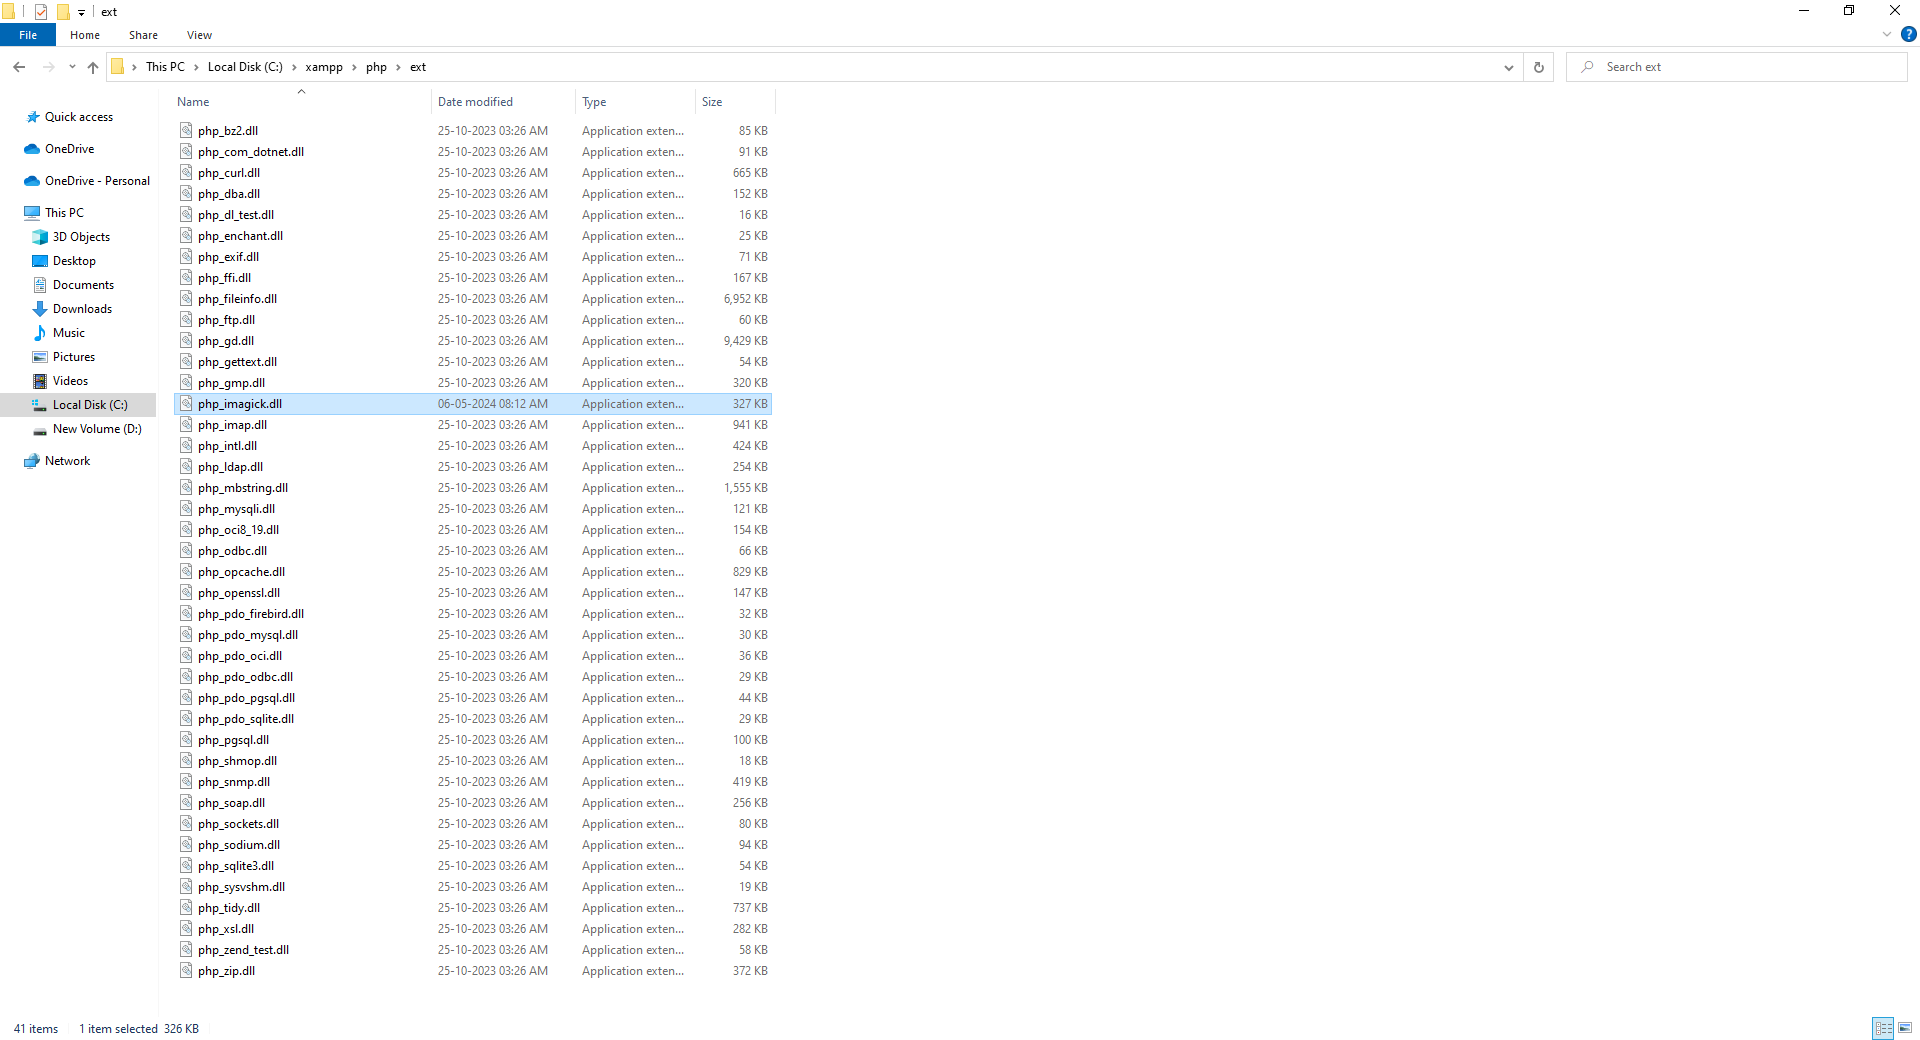 ext
File Home Share View
This PC Local Disk (C:) xampp php ext Search ext
Name Date modified Type Size
Quick access
OneDrive
OneDrive - Personal
This PC
3D Objects
Desktop
Documents
Downloads
Music
Pictures
Videos
Local Disk (C:)
New Volume (D:)
Network
php_bz2.dll 25-10-2023 03:26 AM Application exten... 85 KB
php_com_dotnet.dll 25-10-2023 03:26 AM Application exten... 91 KB
php_curl.dll 25-10-2023 03:26 AM Application exten... 665 KB
php_dba.dll 25-10-2023 03:26 AM Application exten... 152 KB
php_dl_test.dll 25-10-2023 03:26 AM Application exten... 16 KB
php_enchant.dll 25-10-2023 03:26 AM Application exten... 25 KB
php_exif.dll 25-10-2023 03:26 AM Application exten... 71 KB
php_ffi.dll 25-10-2023 03:26 AM Application exten... 167 KB
php_fileinfo.dll 25-10-2023 03:26 AM Application exten... 6,952 KB
php_ftp.dll 25-10-2023 03:26 AM Application exten... 60 KB
php_gd.dll 25-10-2023 03:26 AM Application exten... 9,429 KB
php_gettext.dll 25-10-2023 03:26 AM Application exten... 54 KB
php_gmp.dll 25-10-2023 03:26 AM Application exten... 320 KB
php_imagick.dll 06-05-2024 08:12 AM Application exten... 327 KB
php_imap.dll 25-10-2023 03:26 AM Application exten... 941 KB
php_intl.dll 25-10-2023 03:26 AM Application exten... 424 KB
php_ldap.dll 25-10-2023 03:26 AM Application exten... 254 KB
php_mbstring.dll 25-10-2023 03:26 AM Application exten... 1,555 KB
php_mysqli.dll 25-10-2023 03:26 AM Application exten... 121 KB
php_oci8_19.dll 25-10-2023 03:26 AM Application exten... 154 KB
php_odbc.dll 25-10-2023 03:26 AM Application exten... 66 KB
php_opcache.dll 25-10-2023 03:26 AM Application exten... 829 KB
php_openssl.dll 25-10-2023 03:26 AM Application exten... 147 KB
php_pdo_firebird.dll 25-10-2023 03:26 AM Application exten... 32 KB
php_pdo_mysql.dll 25-10-2023 03:26 AM Application exten... 30 KB
php_pdo_oci.dll 25-10-2023 03:26 AM Application exten... 36 KB
php_pdo_odbc.dll 25-10-2023 03:26 AM Application exten... 29 KB
php_pdo_pgsql.dll 25-10-2023 03:26 AM Application exten... 44 KB
php_pdo_sqlite.dll 25-10-2023 03:26 AM Application exten... 29 KB
php_pgsql.dll 25-10-2023 03:26 AM Application exten... 100 KB
php_shmop.dll 25-10-2023 03:26 AM Application exten... 18 KB
php_snmp.dll 25-10-2023 03:26 AM Application exten... 419 KB
php_soap.dll 25-10-2023 03:26 AM Application exten... 256 KB
php_sockets.dll 25-10-2023 03:26 AM Application exten... 80 KB
php_sodium.dll 25-10-2023 03:26 AM Application exten... 94 KB
php_sqlite3.dll 25-10-2023 03:26 AM Application exten... 54 KB
php_sysvshm.dll 25-10-2023 03:26 AM Application exten... 19 KB
php_tidy.dll 25-10-2023 03:26 AM Application exten... 737 KB
php_xsl.dll 25-10-2023 03:26 AM Application exten... 282 KB
php_zend_test.dll 25-10-2023 03:26 AM Application exten... 58 KB
php_zip.dll 25-10-2023 03:26 AM Application exten... 372 KB
41 items 1 item selected 326 KB